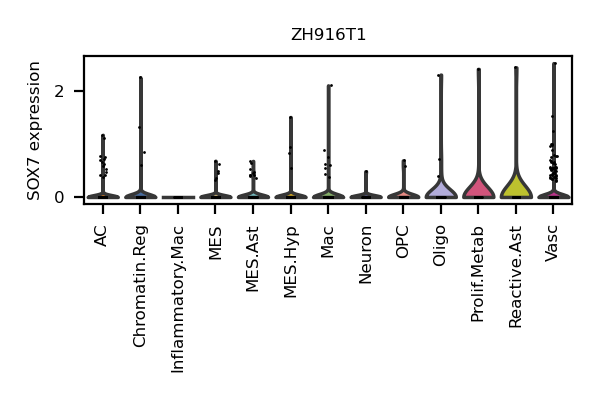 ZH916T1
SOX7 expression
2
0
AC
Chromatin.Reg
Inflammatory.Mac
MES
MES.Ast
MES.Hyp
Mac
Neuron
OPC
Oligo
Prolif.Metab
Reactive.Ast
Vasc